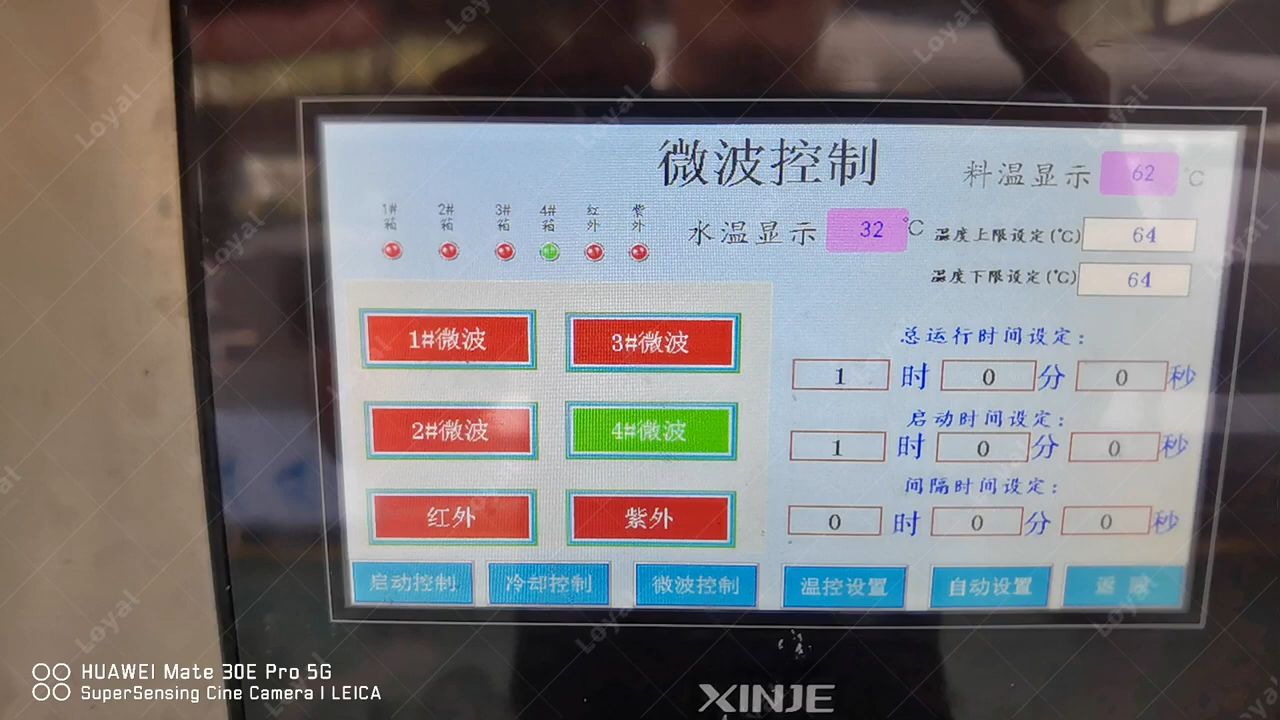 微波控制
料温显示 62 ℃
1#箱 2#箱 3#箱 4#箱 红外 紫外
水温显示 32 ℃
温度上限设定(℃) 64
温度下限设定(℃) 64
1#微波 3#微波
2#微波 4#微波
红外 紫外
总运行时间设定:
1 时 0 分 0 秒
启动时间设定:
1 时 0 分 0 秒
间隔时间设定:
0 时 0 分 0 秒
启动控制 冷却控制 微波控制 温控设置 自动设置 返
XINJE
HUAWEI Mate 30E Pro 5G
SuperSensing Cine Camera | LEICA
Loyal